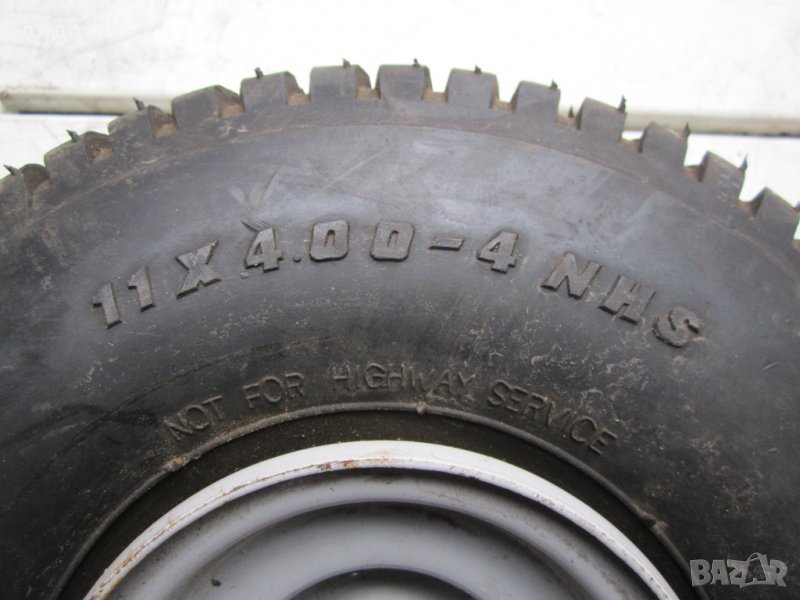 11 X 4.00-4 NHS
NOT FOR HIGHWAY SERVICE
BAZAR